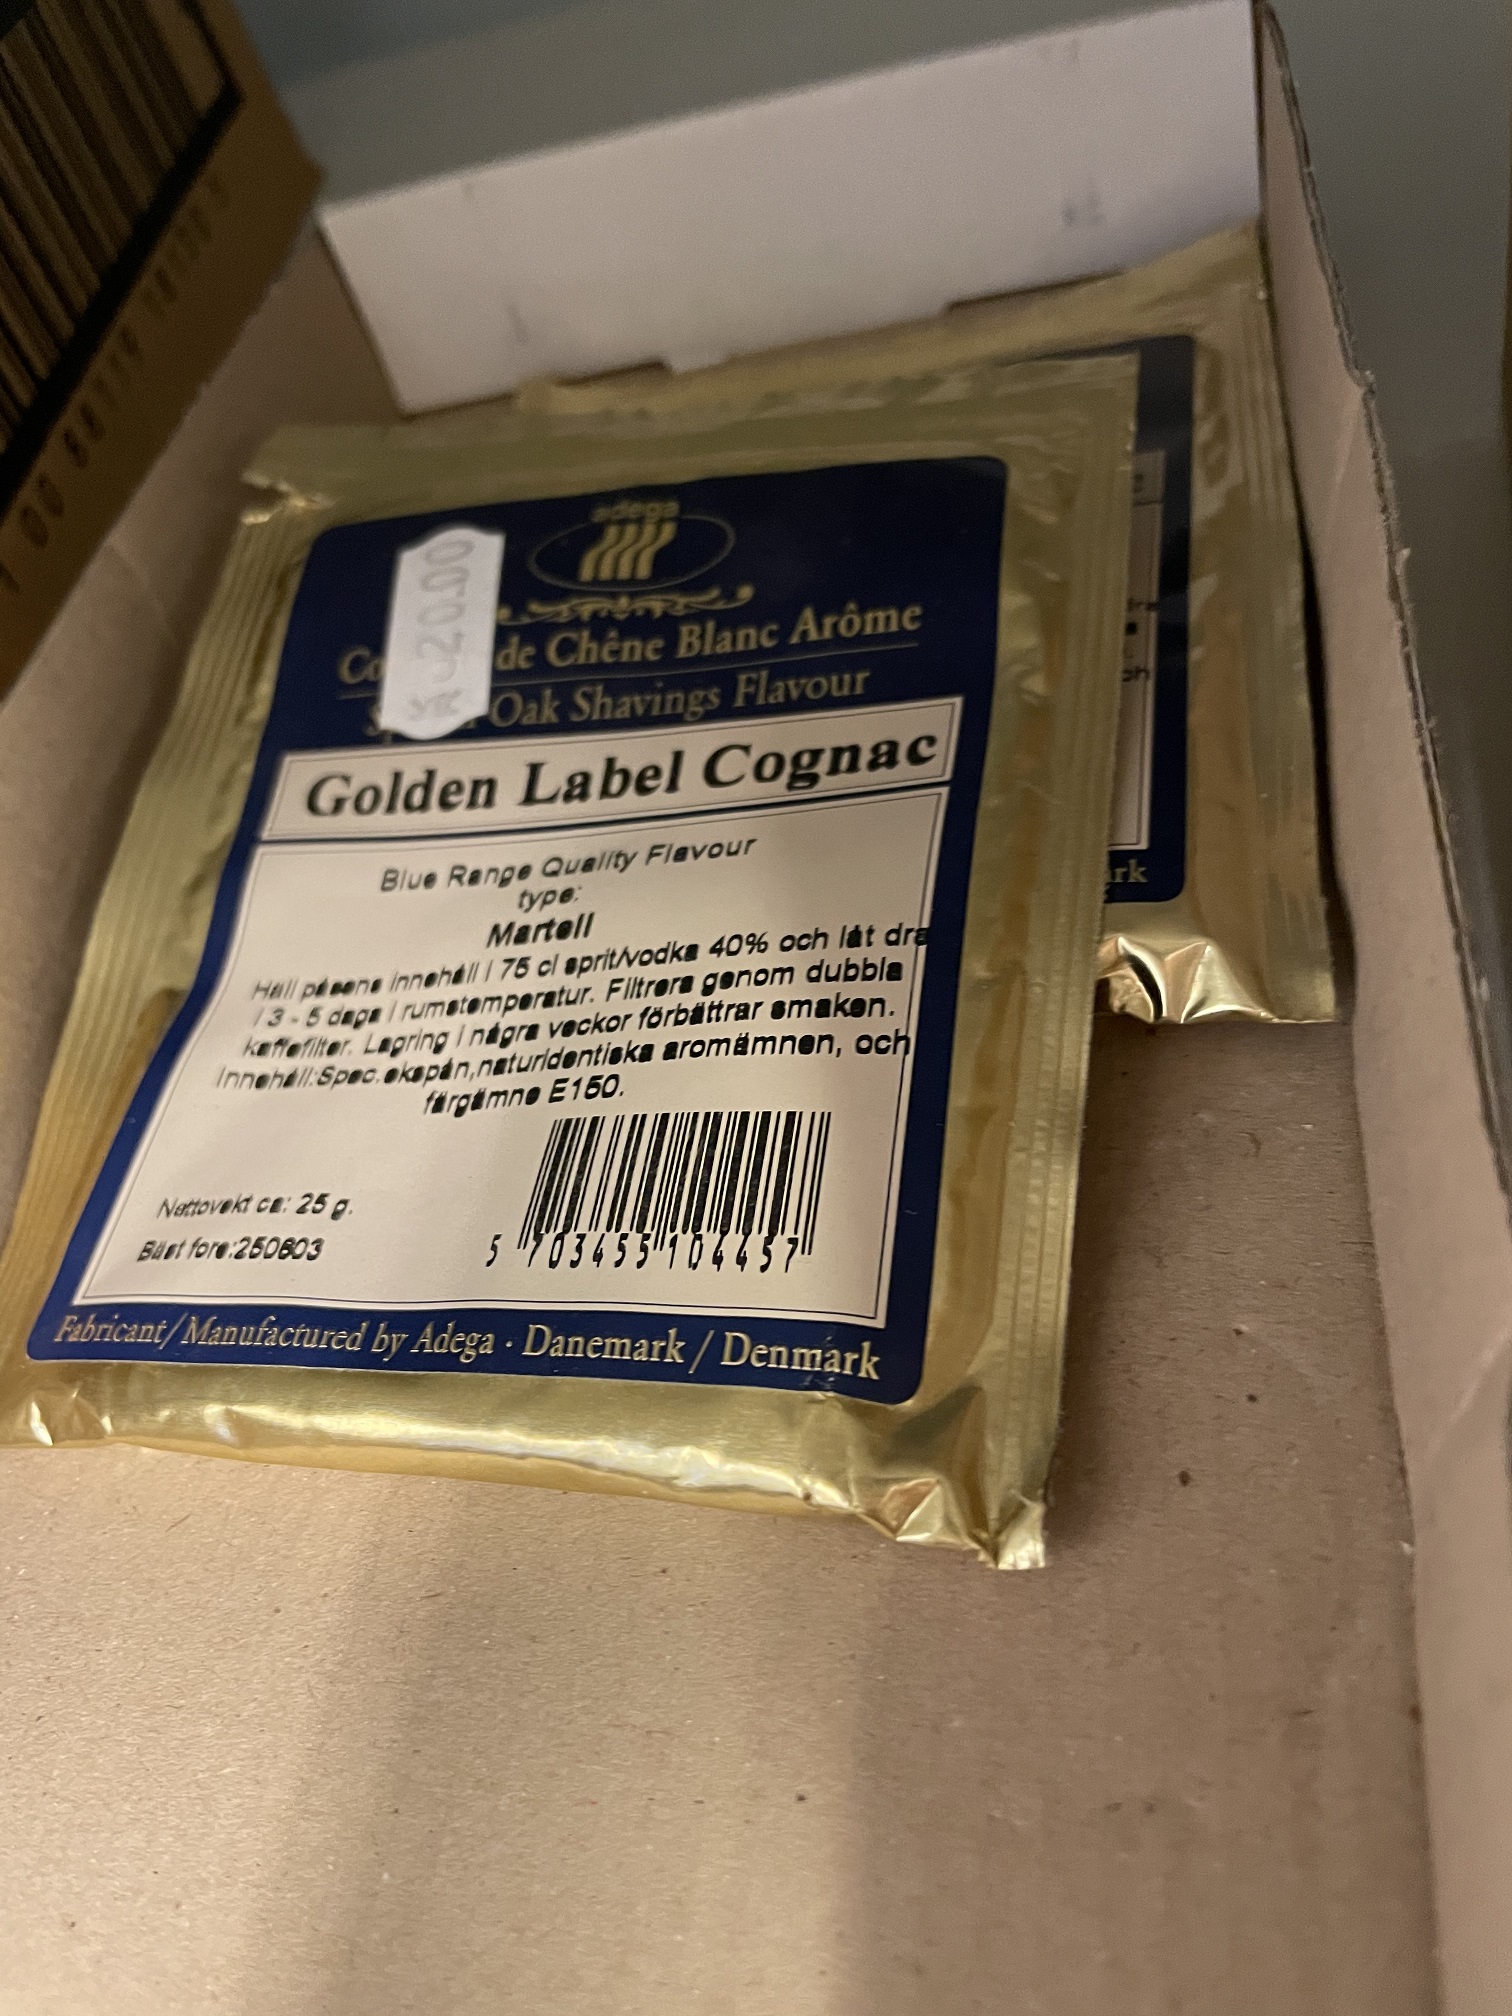 adega
20.00
de Chêne Blanc Arôme
Oak Shavings Flavour
Golden Label Cognac
Blue Range Quality Flavour
type:
Martell
Häll påsens innehåll i 75 cl sprit/vodka 40% och låt dra
i 3 - 5 dage i rumstemperatur. Filtrera genom dubbla
kaffefilter. Lagring i några veckor förbättrar smaken.
Innehåll:Spec.ekspån,naturidentiska aromämnen, och
färgämne E150.
Nettovekt ca: 25 g.
Bäst före:250603
5 703455 104457
Fabricant/Manufactured by Adega · Danemark / Denmark